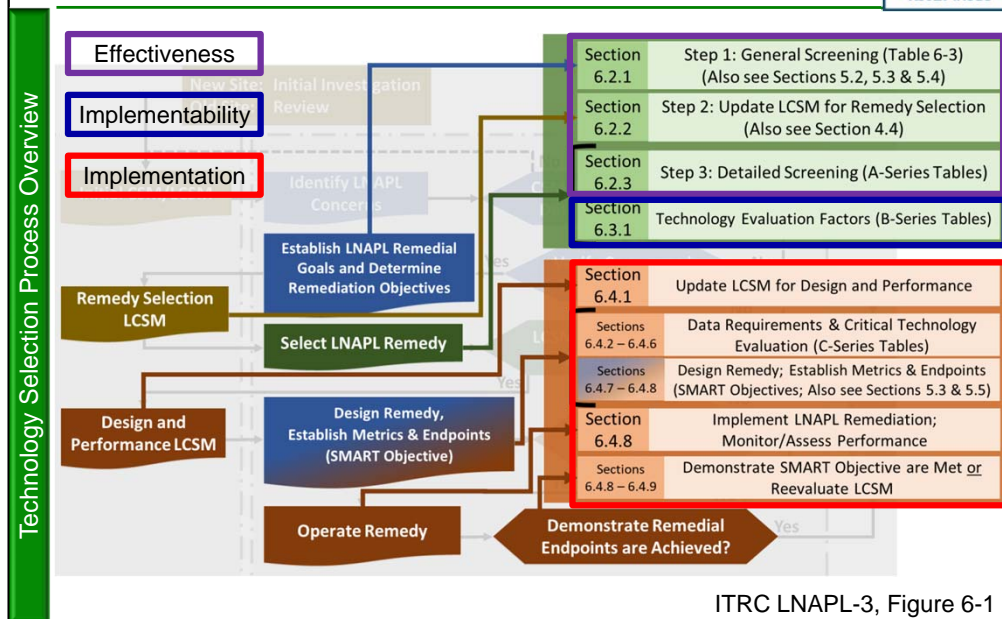 Technology Selection Process Overview
Effectiveness
Implementability
Implementation
New Site: Initial Investigation
Review
Identify LNAPL
Concerns
Establish LNAPL Remedial
Goals and Determine
Remediation Objectives
Yes
Remedy Selection
LCSM
Select LNAPL Remedy
Yes
Design and
Performance LCSM
Design Remedy,
Establish Metrics & Endpoints
(SMART Objective)
Operate Remedy
Demonstrate Remedial
Endpoints are Achieved?
Yes
Section
6.2.1
Step 1: General Screening (Table 6-3)
(Also see Sections 5.2, 5.3 & 5.4)
Section
6.2.2
Step 2: Update LCSM for Remedy Selection
(Also see Section 4.4)
Section
6.2.3
Step 3: Detailed Screening (A-Series Tables)
Section
6.3.1
Technology Evaluation Factors (B-Series Tables)
Section
6.4.1
Update LCSM for Design and Performance
Sections
6.4.2 – 6.4.6
Data Requirements & Critical Technology
Evaluation (C-Series Tables)
Sections
6.4.7 – 6.4.8
Design Remedy; Establish Metrics & Endpoints
(SMART Objectives; Also see Sections 5.3 & 5.5)
Section
6.4.8
Implement LNAPL Remediation;
Monitor/Assess Performance
Sections
6.4.8 – 6.4.9
Demonstrate SMART Objective are Met or
Reevaluate LCSM
ITRC LNAPL-3, Figure 6-1